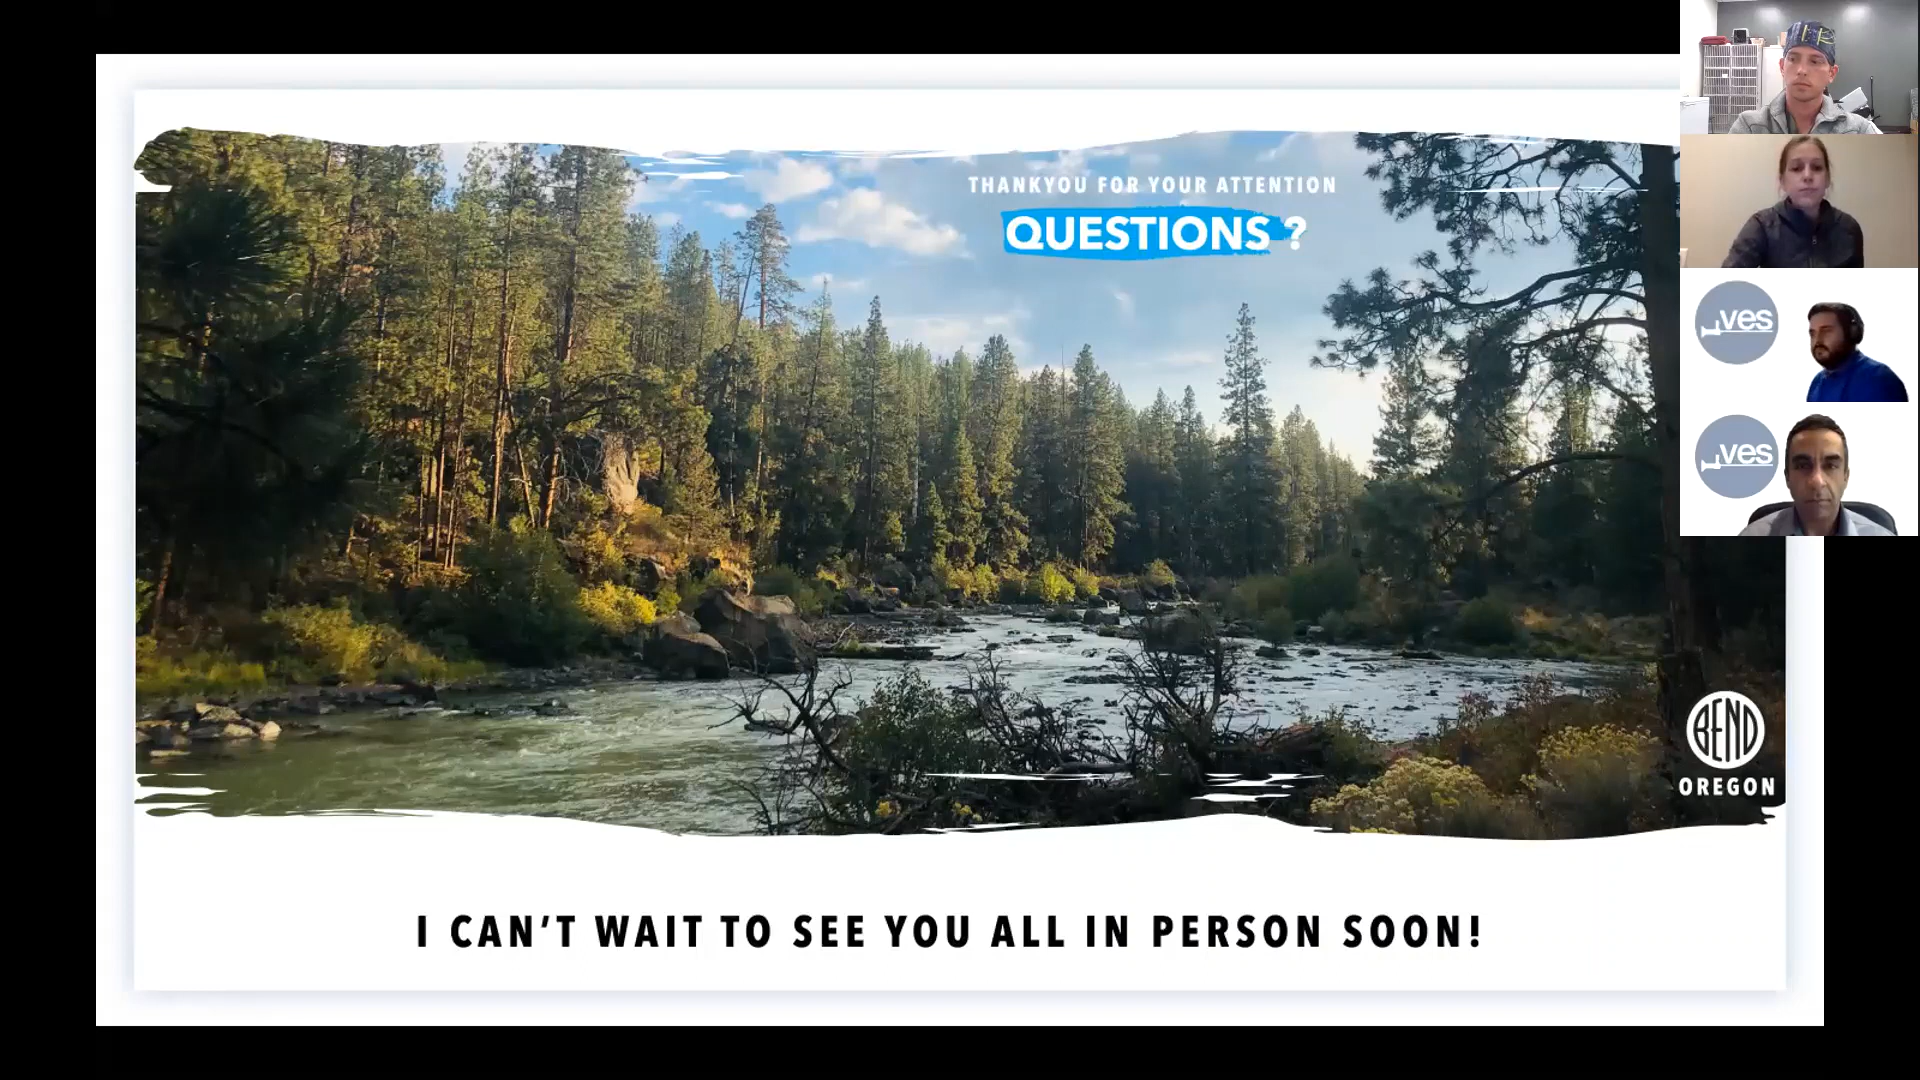 THANKYOU FOR YOUR ATTENTION
QUESTIONS ?
ves
ves
BEND
OREGON
I CAN'T WAIT TO SEE YOU ALL IN PERSON SOON!